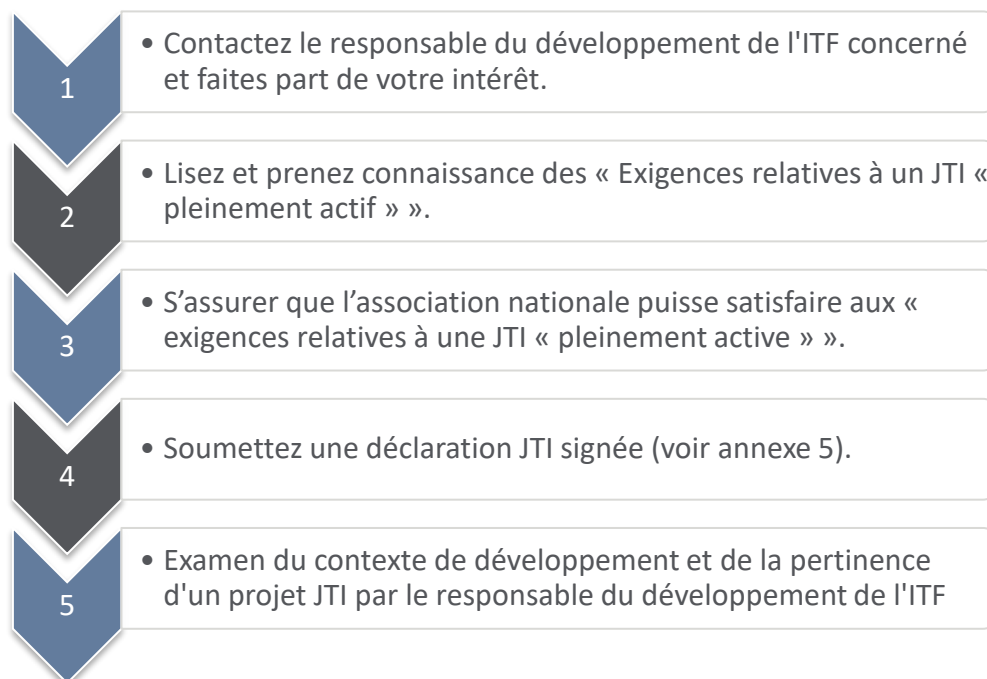 1
• Contactez le responsable du développement de l'ITF concerné
et faites part de votre intérêt.
2
• Lisez et prenez connaissance des « Exigences relatives à un JTI «
pleinement actif » ».
3
• S’assurer que l’association nationale puisse satisfaire aux «
exigences relatives à une JTI « pleinement active » ».
4
• Soumettez une déclaration JTI signée (voir annexe 5).
5
• Examen du contexte de développement et de la pertinence
d'un projet JTI par le responsable du développement de l'ITF